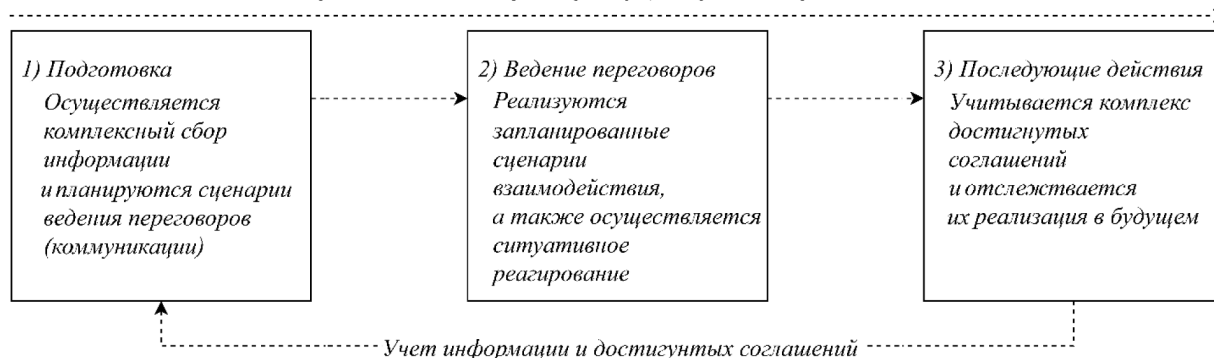 1) Подготовка
Осуществляется
комплексный сбор
информации
и планируются сценарии
ведения переговоров
(коммуникации)
2) Ведение переговоров
Реализуются
запланированные
сценарии
взаимодействия,
а также осуществляется
ситуативное
реагирование
3) Последующие действия
Учитывается комплекс
достигнутых
соглашений
и отслежтвается
их реализация в будущем
Учет информации и достигунтых соглашений